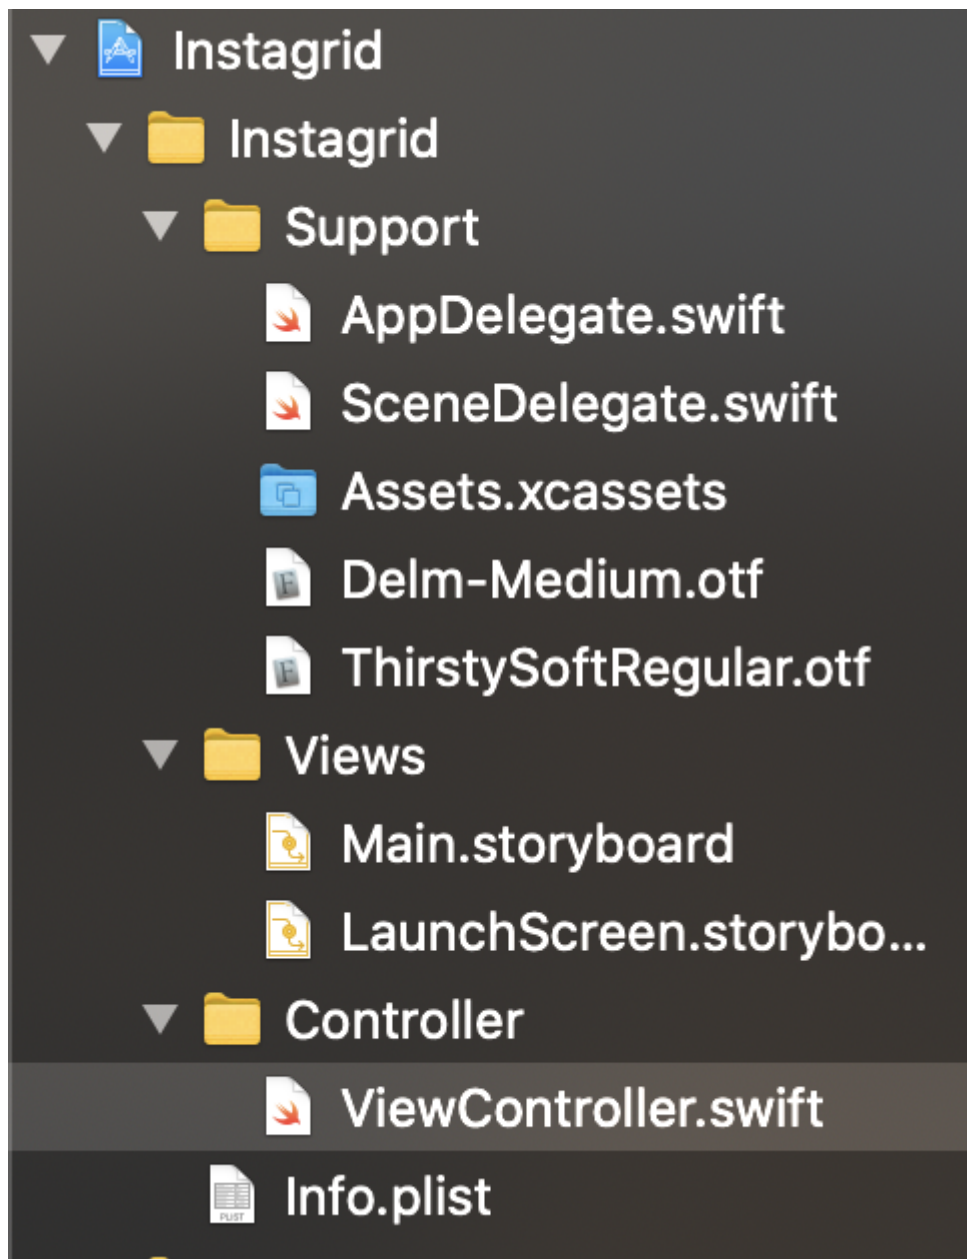 Instagrid
Instagrid
Support
AppDelegate.swift
SceneDelegate.swift
Assets.xcassets
Delm-Medium.otf
ThirstySoftRegular.otf
Views
Main.storyboard
LaunchScreen.storybo...
Controller
ViewController.swift
Info.plist